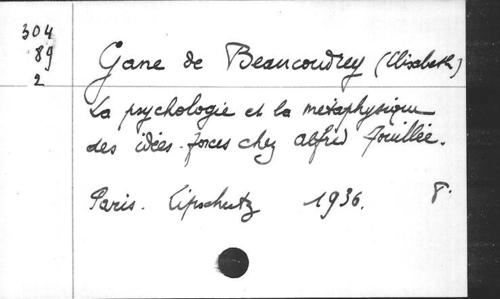 304
89
2
Gane de Beaucoudrey (Elisabeth)
La psychologie et la métaphysique
des idées-forces chez Alfred Fouillée.
Paris. Lipschutz 1936. 8°.